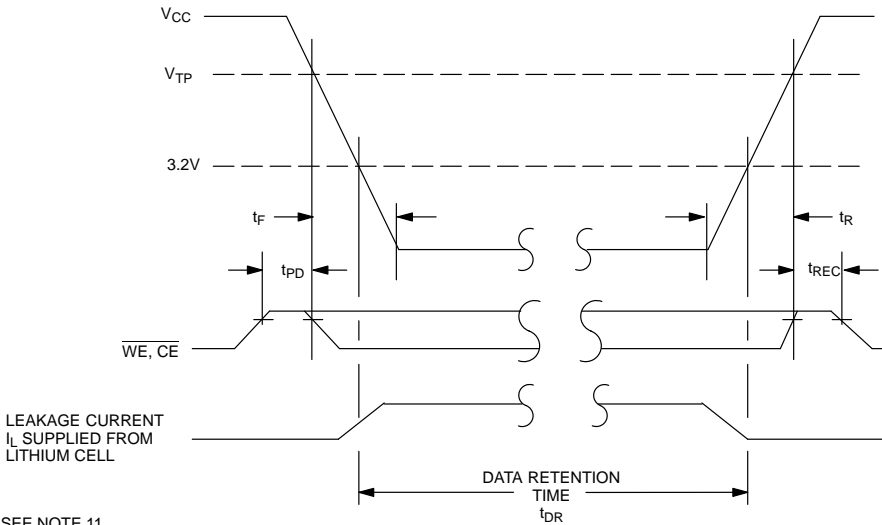 VCC
VTP
3.2V
tF
tR
tPD
tREC
WE, CE
LEAKAGE CURRENT
IL SUPPLIED FROM
LITHIUM CELL
DATA RETENTION
TIME
tDR
SEE NOTE 11